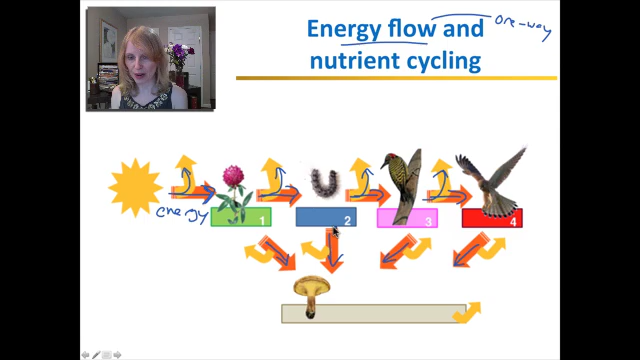 Energy flow and
one-way
nutrient cycling
energy
1
2
3
4